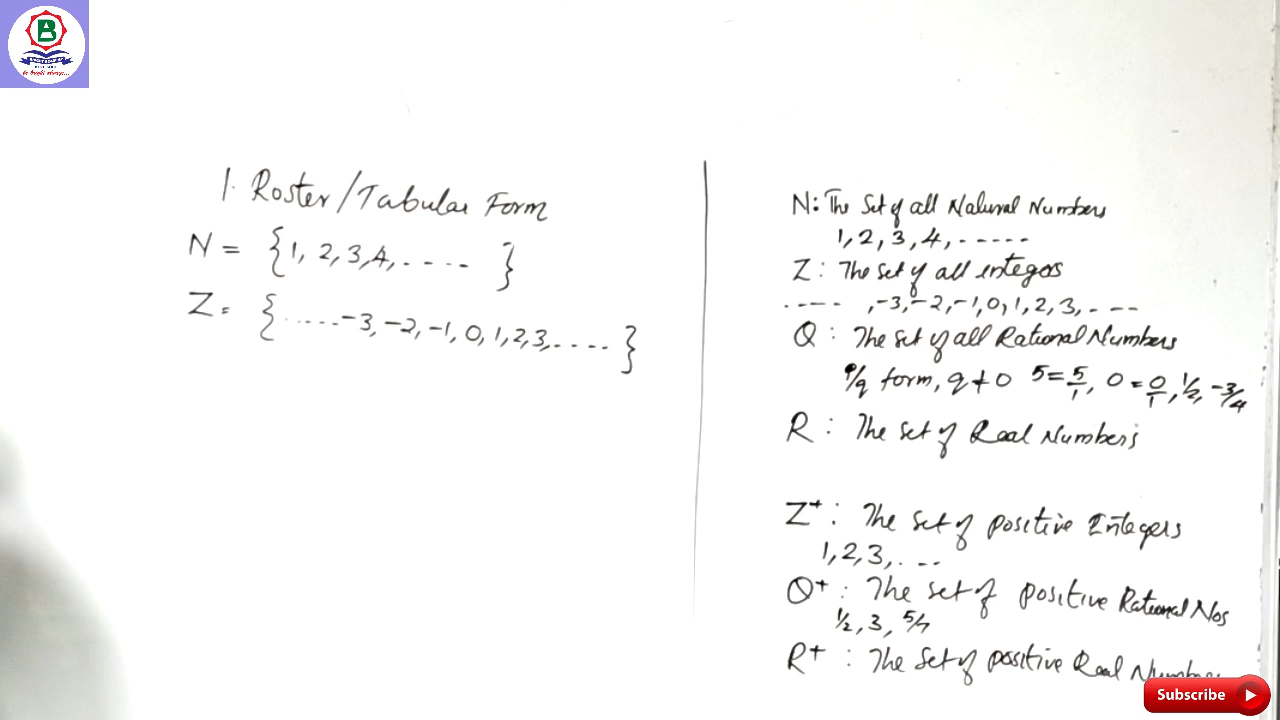 B
be bright always...
1. Roster/Tabular Form
N = {1, 2, 3, 4, . - - - }
Z = { ......-3, -2, -1, 0, 1, 2, 3, . - - - . }
N: The Set of all Natural Numbers
1, 2, 3, 4, . - - - - -
Z : The set of all integers
. - - - - , -3, -2, -1, 0, 1, 2, 3, . - - -
Q : The set of all Rational Numbers
p/q form, q ≠ 0 5 = 5/1, 0 = 0/1, 1/2, -3/4
R : The set of Real Numbers
Z+ : The set of positive Integers
1, 2, 3, . - - -
Q+ : The set of positive Rational Nos
1/2, 3, 5/7
R+ : The set of positive Real Numbe
Subscribe